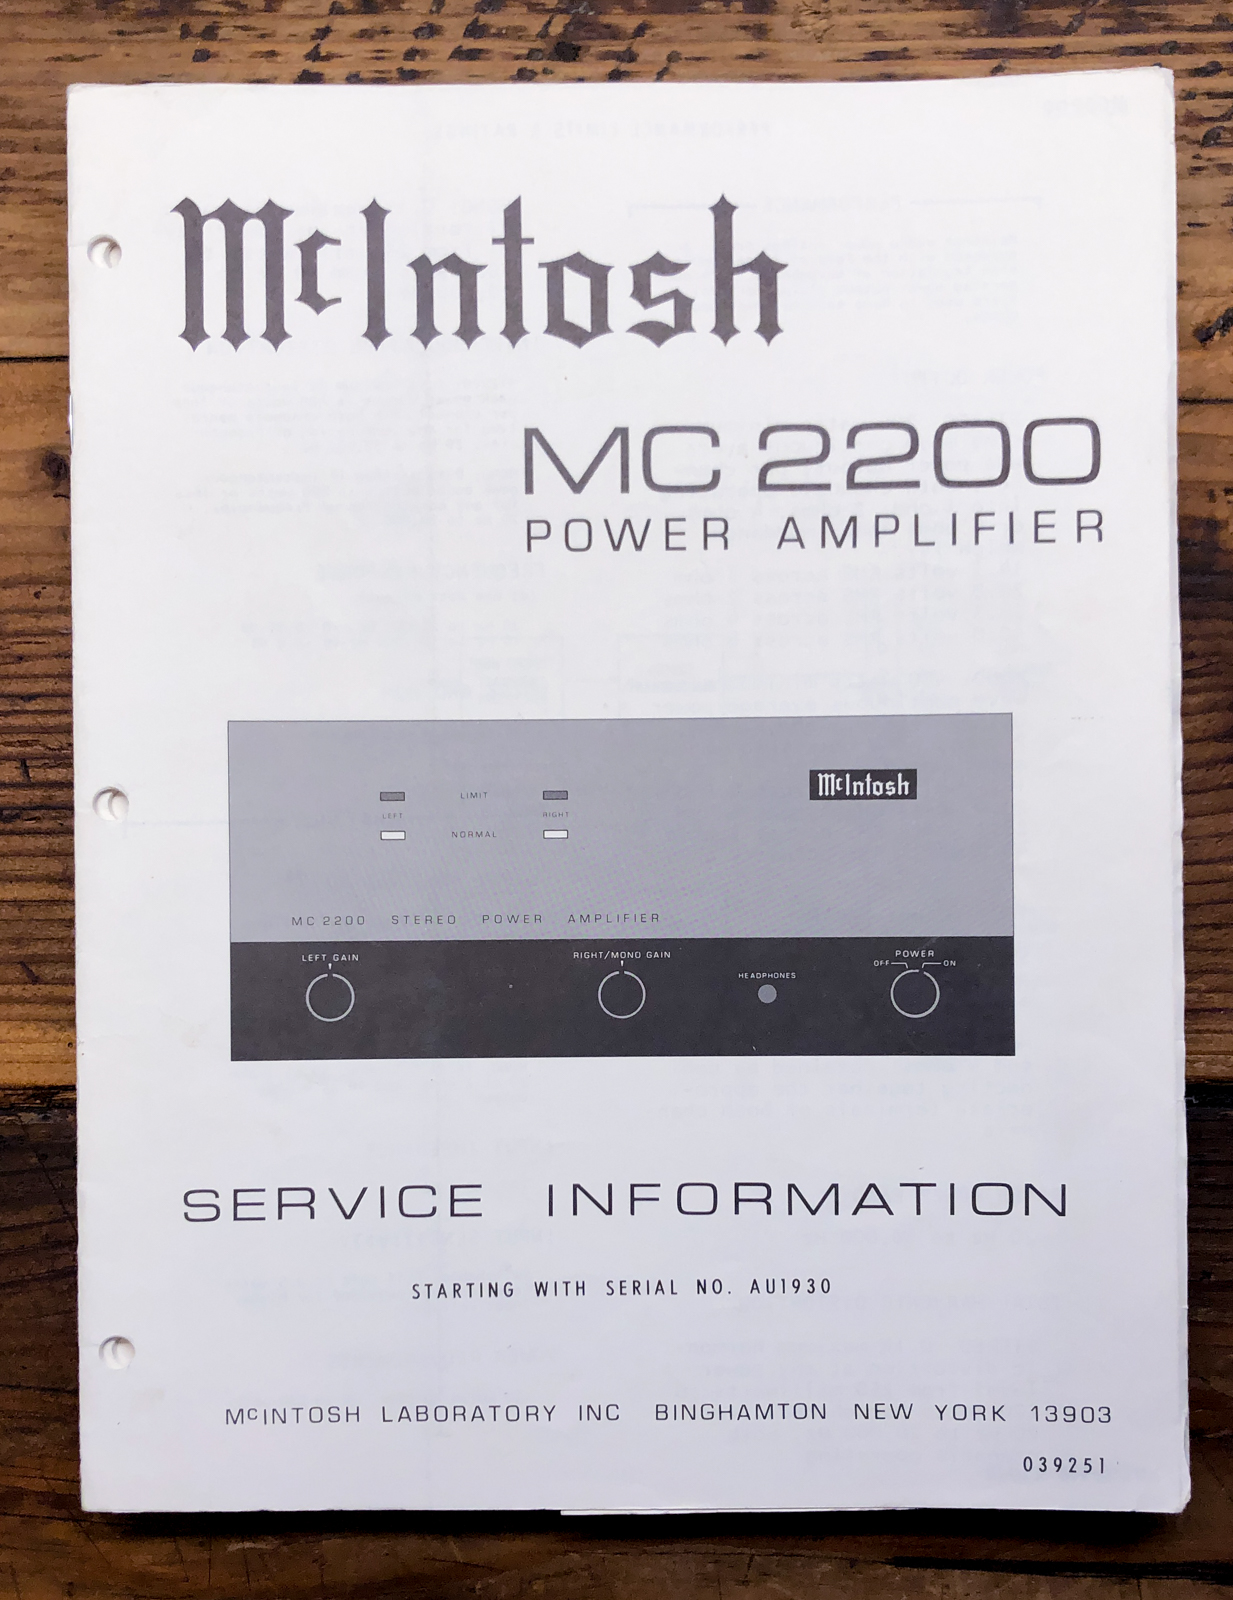 McIntosh
MC 2200
POWER AMPLIFIER
McIntosh
LIMIT
LEFT RIGHT
NORMAL
MC 2200 STEREO POWER AMPLIFIER
LEFT GAIN
RIGHT/MONO GAIN
HEADPHONES
POWER
OFF ON
SERVICE INFORMATION
STARTING WITH SERIAL NO. AU1930
McINTOSH LABORATORY INC BINGHAMTON NEW YORK 13903
039251